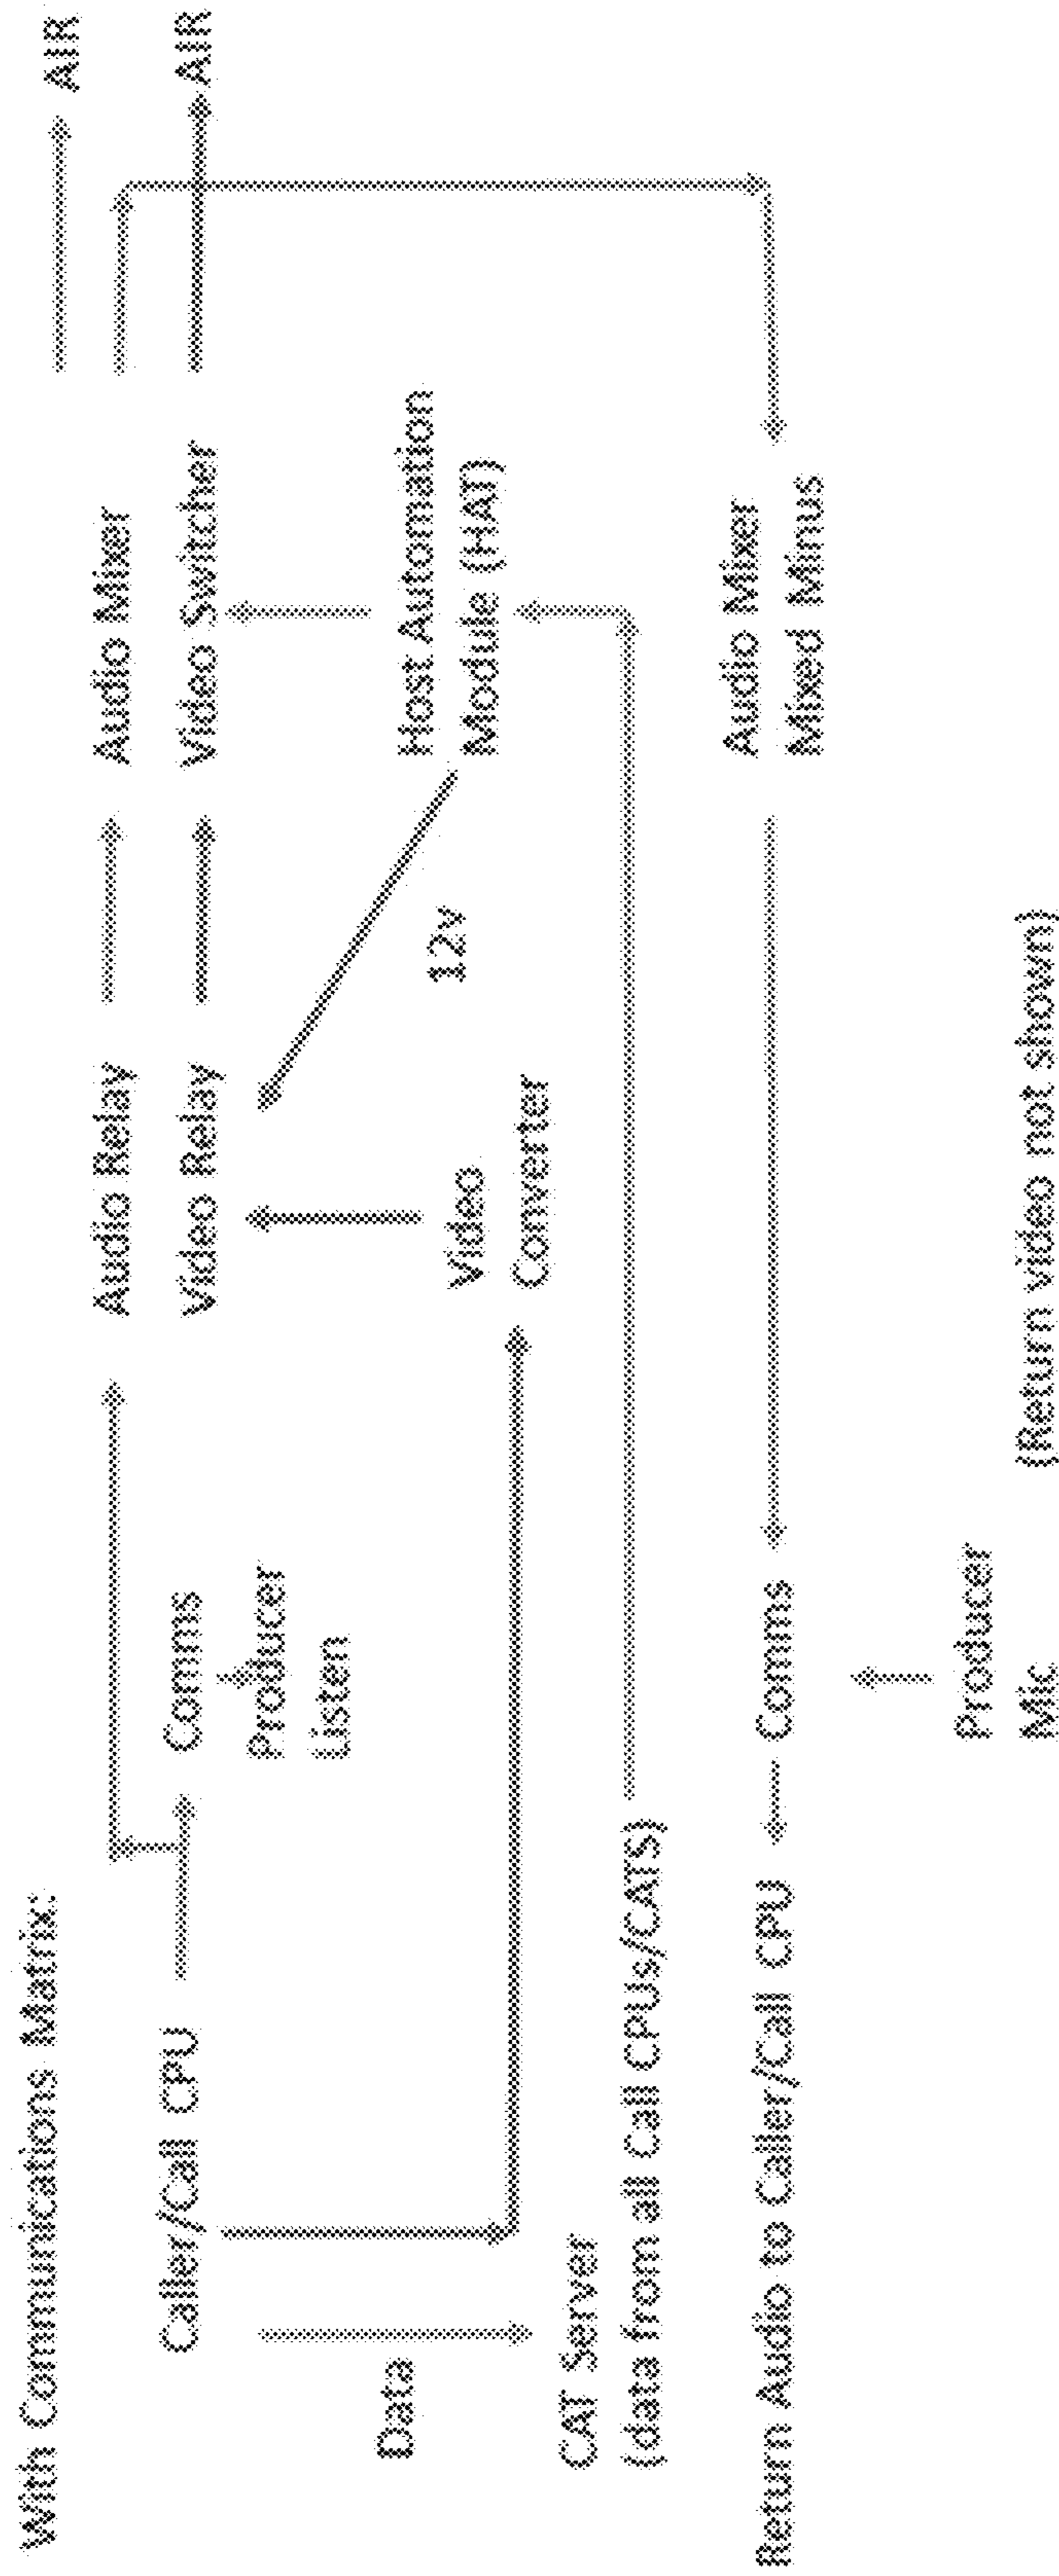 With Communications Matrix:
AIR
Audio Relay
Audio Mixer
AIR
Caller/Call CPU
Comms
Video Relay
Video Switcher
Producer
Listen
Data
12v
Video
Converter
Host Automation
Module (HAT)
CAT Server
(data from all Call CPUs/CATS)
Return Audio to Caller/Call CPU
Comms
Audio Mixer
Mixed Minus
Producer
Mic
(Return video not shown)